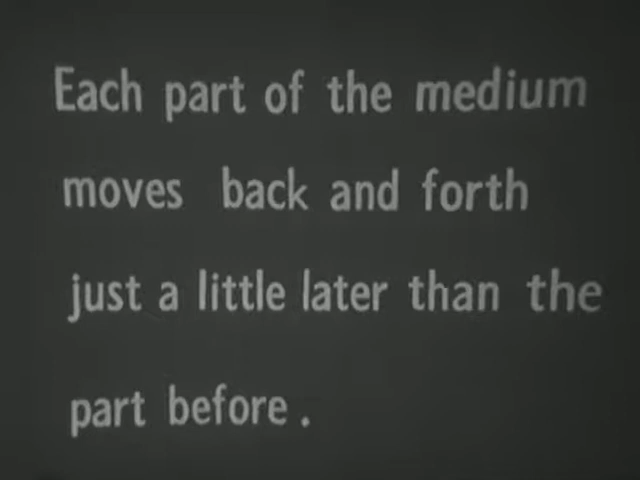 Each part of the medium
moves back and forth
just a little later than the
part before.